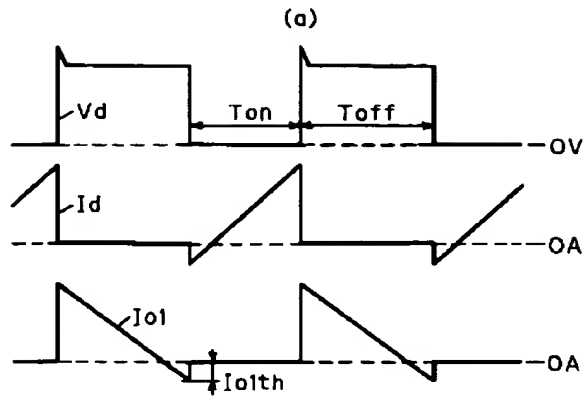 (a)
Vd
Ton
Toff
OV
Id
OA
Io1
Io1th
OA